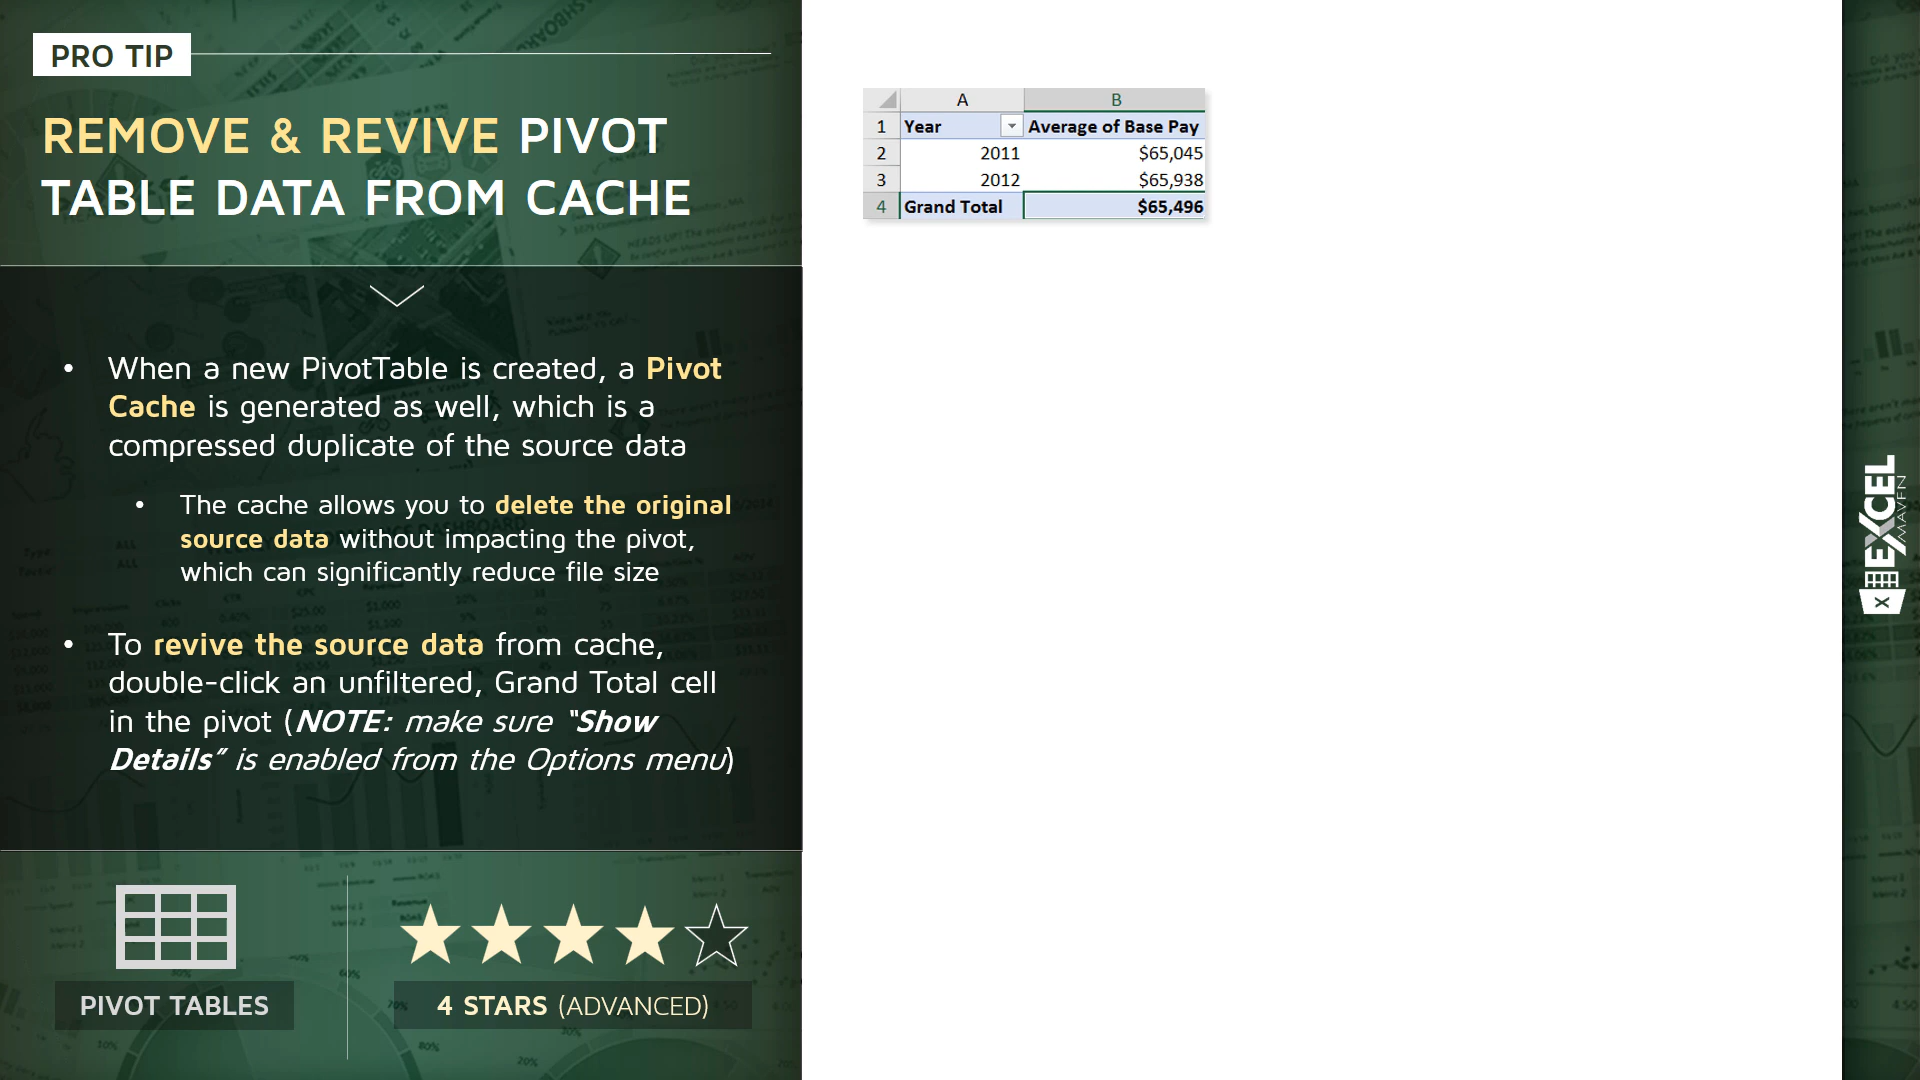 PRO TIP
REMOVE & REVIVE PIVOT
TABLE DATA FROM CACHE
• When a new PivotTable is created, a Pivot
Cache is generated as well, which is a
compressed duplicate of the source data
• The cache allows you to delete the original
source data without impacting the pivot,
which can significantly reduce file size
• To revive the source data from cache,
double-click an unfiltered, Grand Total cell
in the pivot (NOTE: make sure "Show
Details" is enabled from the Options menu)
PIVOT TABLES
4 STARS (ADVANCED)
A B
1 Year Average of Base Pay
2 2011 $65,045
3 2012 $65,938
4 Grand Total $65,496
X EXCEL
MAVEN